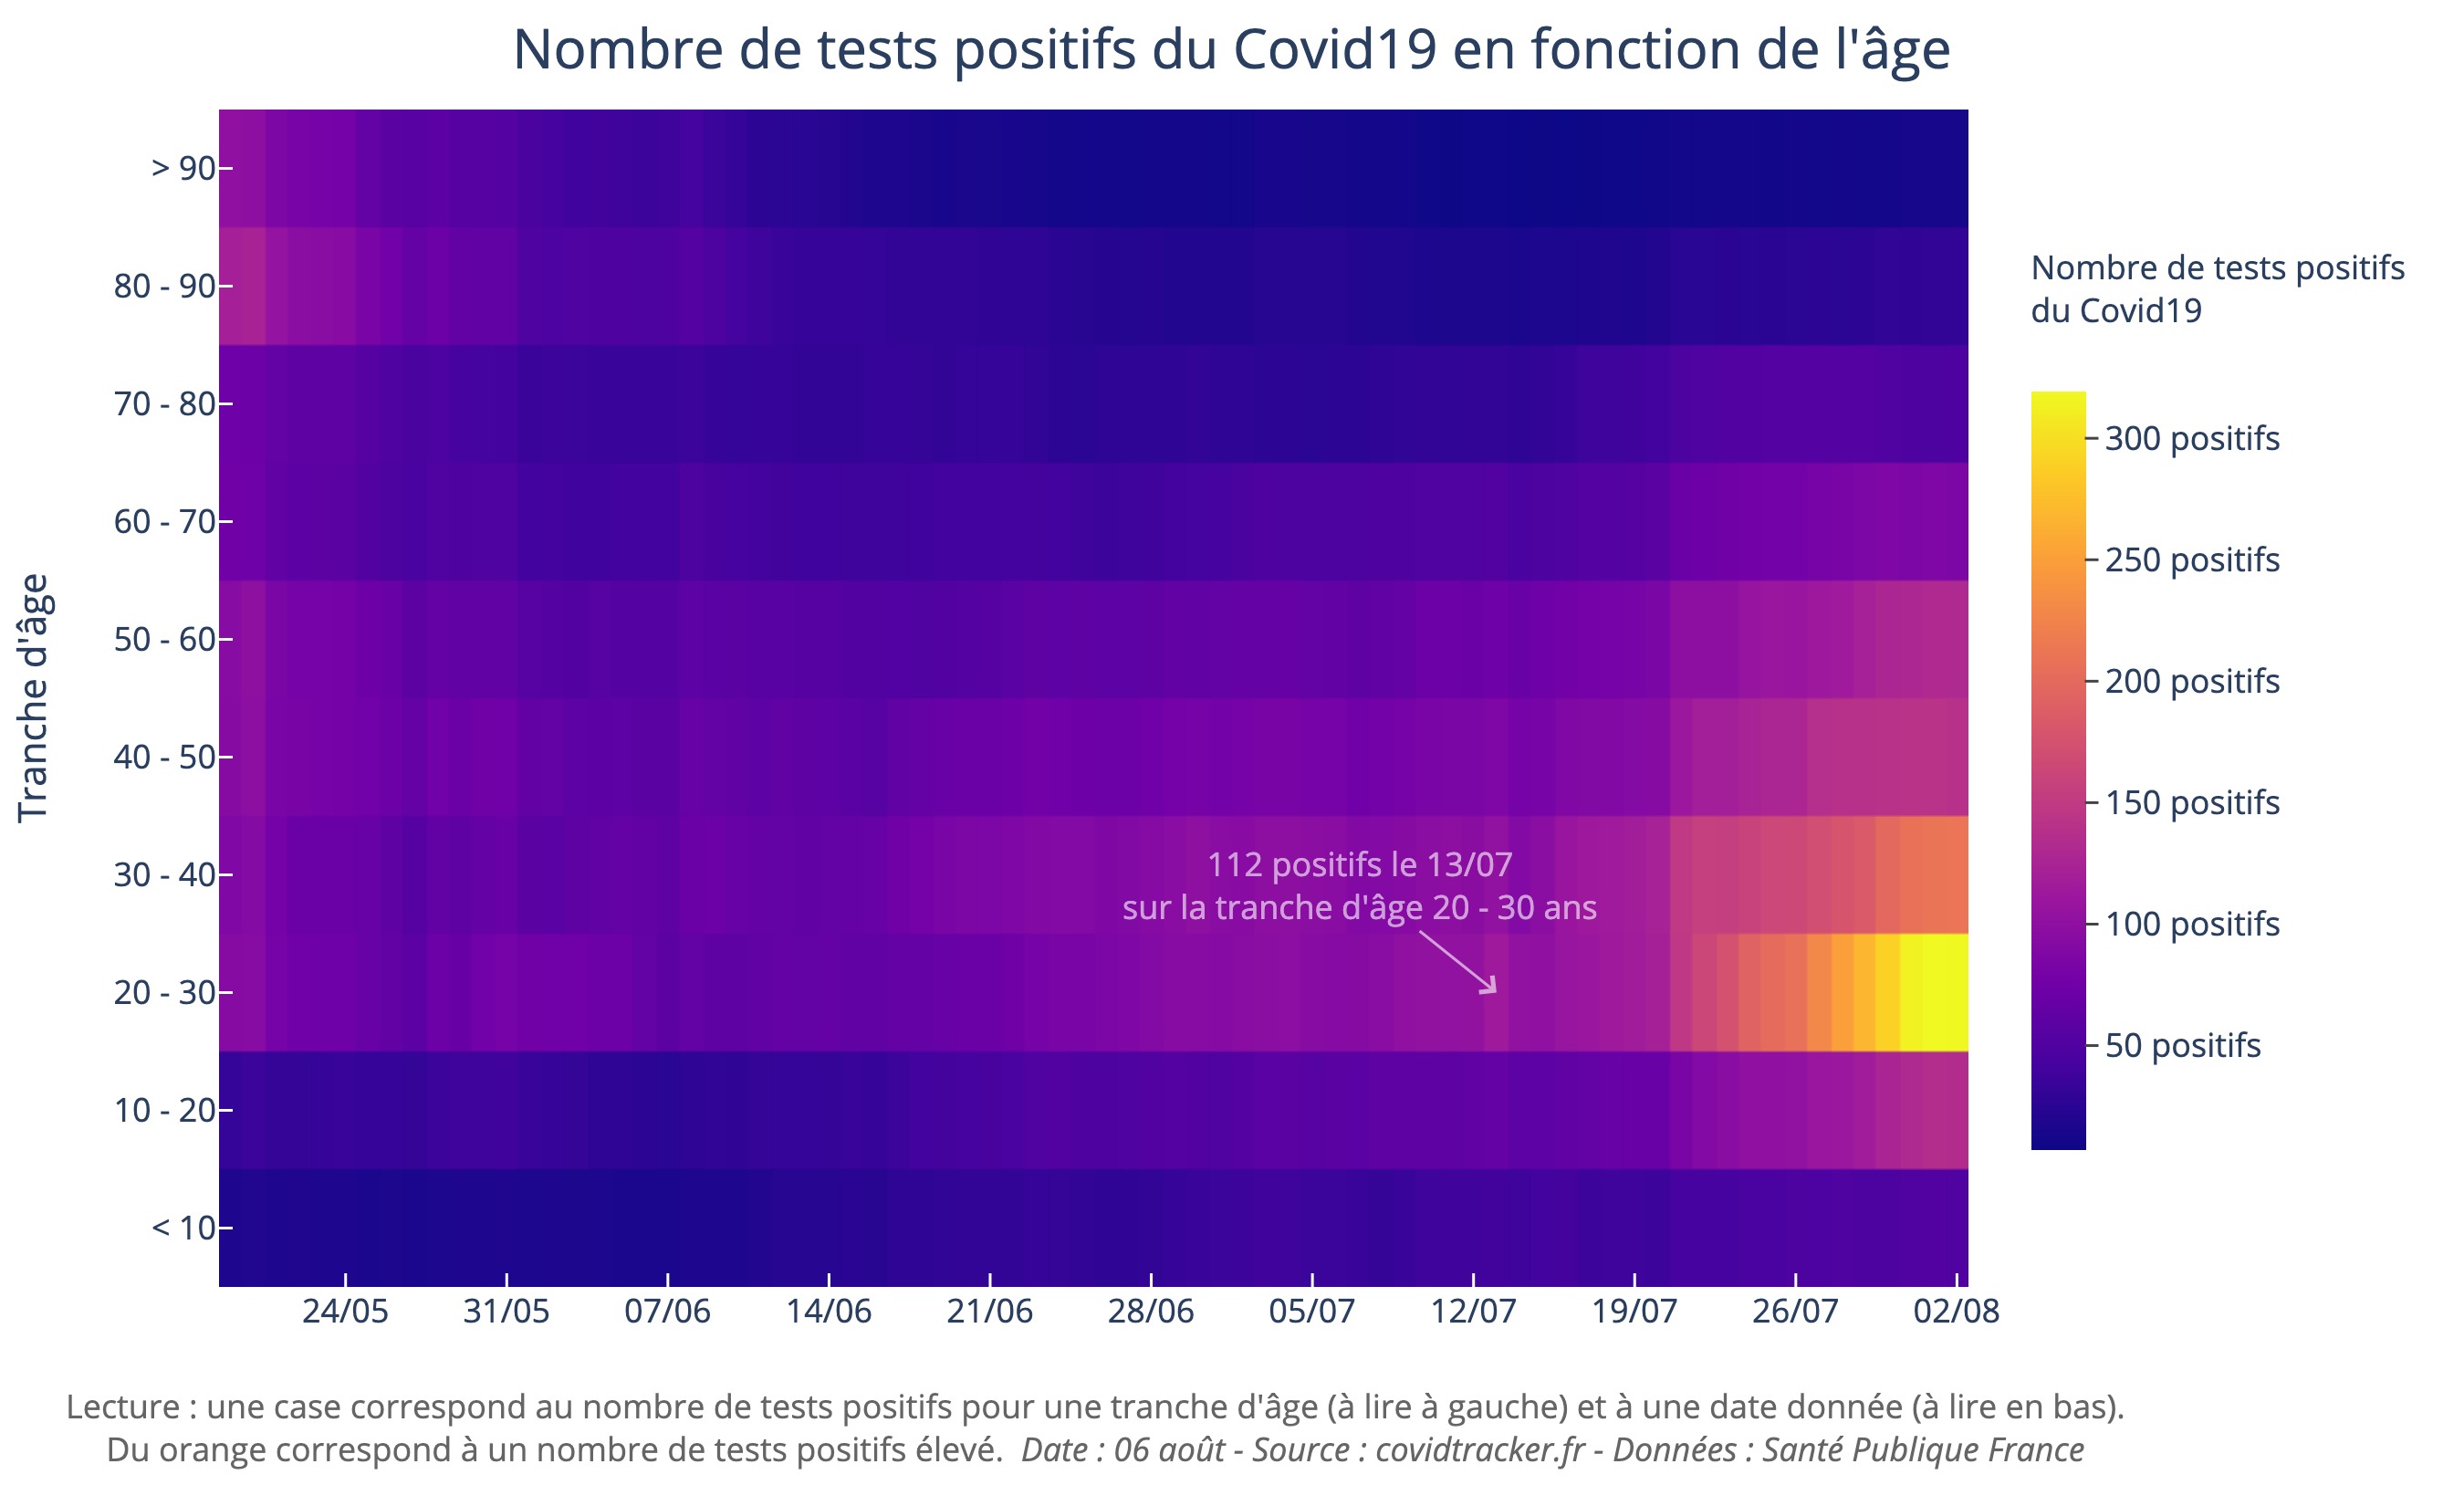 Nombre de tests positifs du Covid19 en fonction de l'âge
Tranche d'âge
> 90
80 - 90
70 - 80
60 - 70
50 - 60
40 - 50
30 - 40
20 - 30
10 - 20
< 10
112 positifs le 13/07
sur la tranche d'âge 20 - 30 ans
24/05
31/05
07/06
14/06
21/06
28/06
05/07
12/07
19/07
26/07
02/08
Nombre de tests positifs
du Covid19
300 positifs
250 positifs
200 positifs
150 positifs
100 positifs
50 positifs
Lecture : une case correspond au nombre de tests positifs pour une tranche d'âge (à lire à gauche) et à une date donnée (à lire en bas).
Du orange correspond à un nombre de tests positifs élevé. Date : 06 août - Source : covidtracker.fr - Données : Santé Publique France